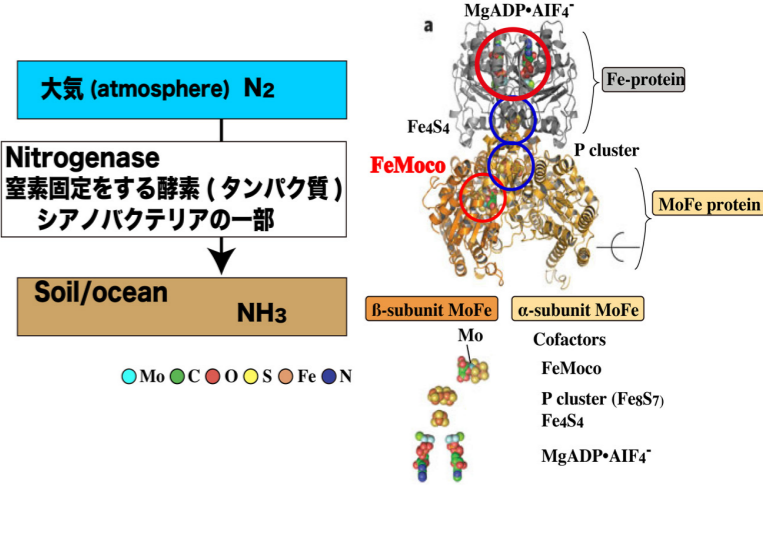 大気 (atmosphere) N2
Nitrogenase
窒素固定をする酵素 ( タンパク質 )
シアノバクテリアの一部
Soil/ocean
NH3
Mo C O S Fe N
a
MgADP•AlF4-
Fe-protein
Fe4S4
P cluster
FeMoco
MoFe protein
ß-subunit MoFe
α-subunit MoFe
Mo
Cofactors
FeMoco
P cluster (Fe8S7)
Fe4S4
MgADP•AlF4-